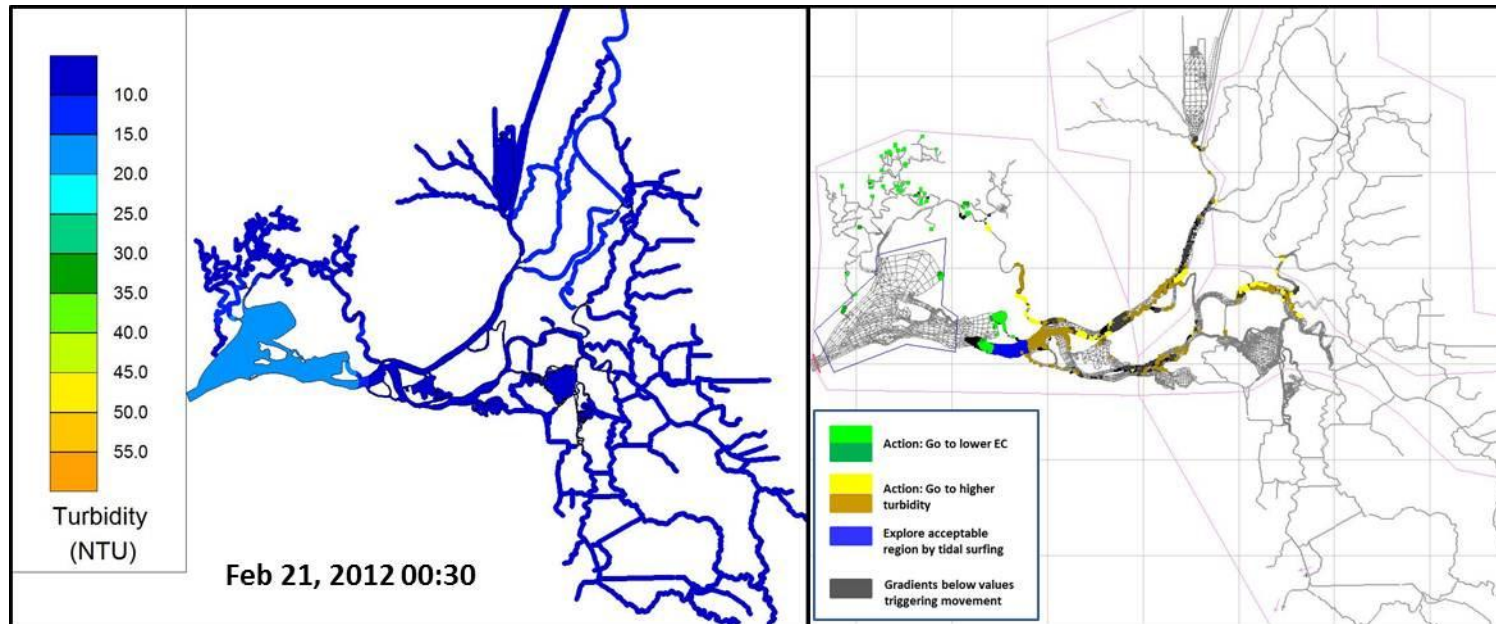 10.0
15.0
20.0
25.0
30.0
35.0
40.0
45.0
50.0
55.0
Turbidity
(NTU)
Feb 21, 2012 00:30
Action: Go to lower EC
Action: Go to higher
turbidity
Explore acceptable
region by tidal surfing
Gradients below values
triggering movement